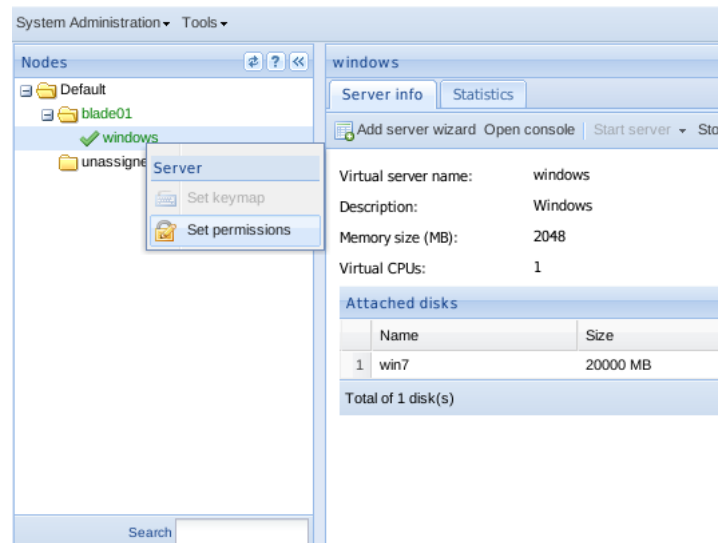 System Administration Tools
Nodes
Default
blade01
windows
unassigne
Server
Set keymap
Set permissions
Search
windows
Server info Statistics
Add server wizard Open console Start server Sto
Virtual server name: windows
Description: Windows
Memory size (MB): 2048
Virtual CPUs: 1
Attached disks
Name Size
1 win7 20000 MB
Total of 1 disk(s)